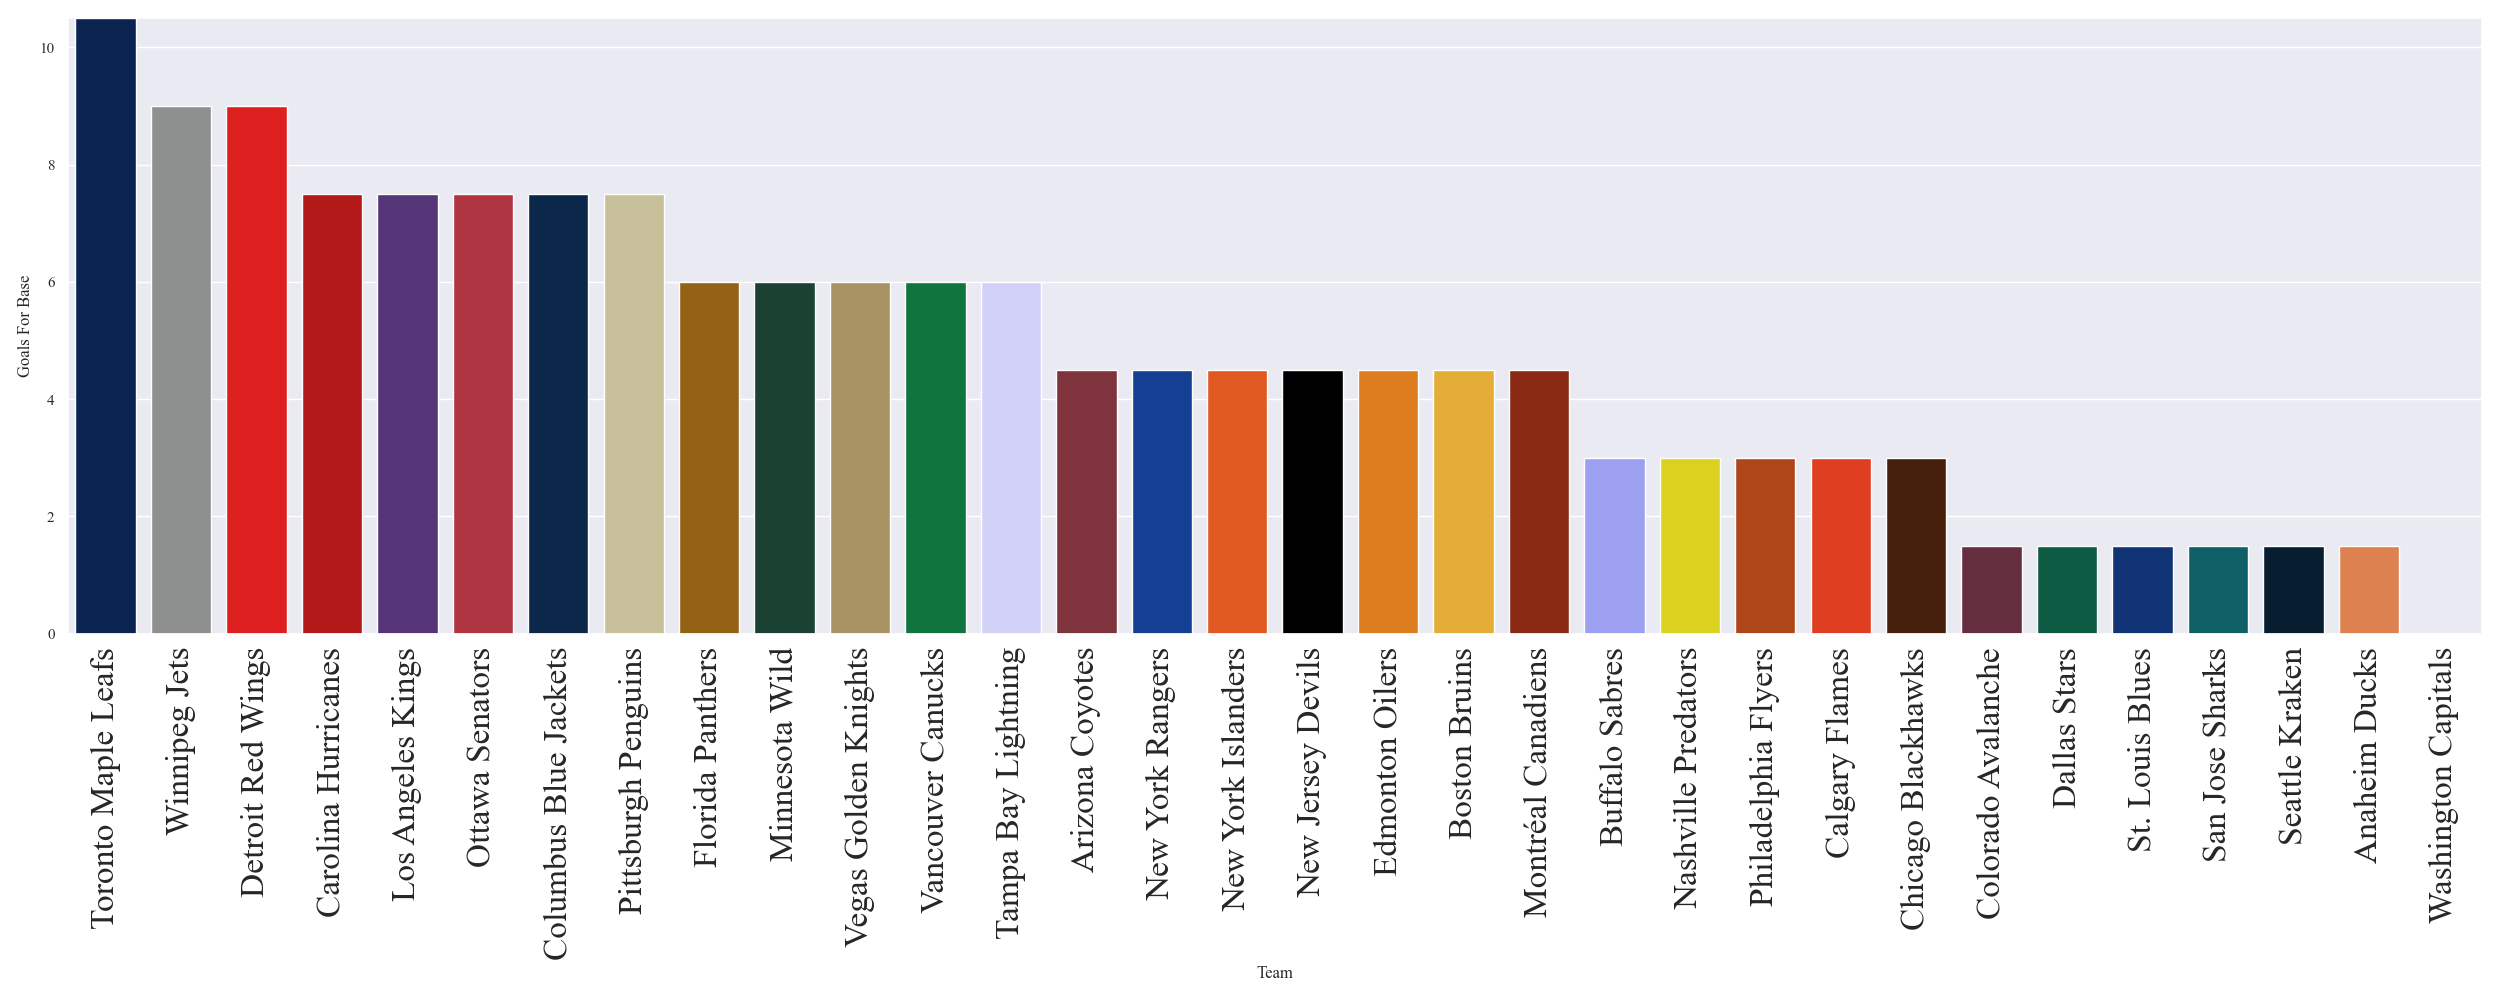 10
8
6
4
2
0
Goals For Base
Toronto Maple Leafs
Winnipeg Jets
Detroit Red Wings
Carolina Hurricanes
Los Angeles Kings
Ottawa Senators
Columbus Blue Jackets
Pittsburgh Penguins
Florida Panthers
Minnesota Wild
Vegas Golden Knights
Vancouver Canucks
Tampa Bay Lightning
Arizona Coyotes
New York Rangers
New York Islanders
New Jersey Devils
Edmonton Oilers
Boston Bruins
Montréal Canadiens
Buffalo Sabres
Nashville Predators
Philadelphia Flyers
Calgary Flames
Chicago Blackhawks
Colorado Avalanche
Dallas Stars
St. Louis Blues
San Jose Sharks
Seattle Kraken
Anaheim Ducks
Washington Capitals
Team